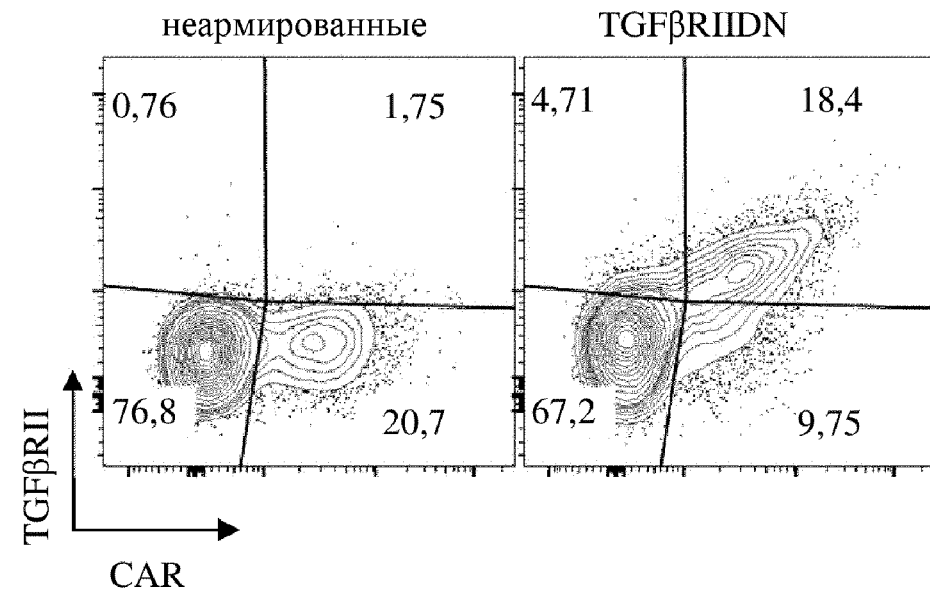 неармированные
TGFβRIIDN
0,76
1,75
4,71
18,4
76,8
20,7
67,2
9,75
TGFβRII
CAR